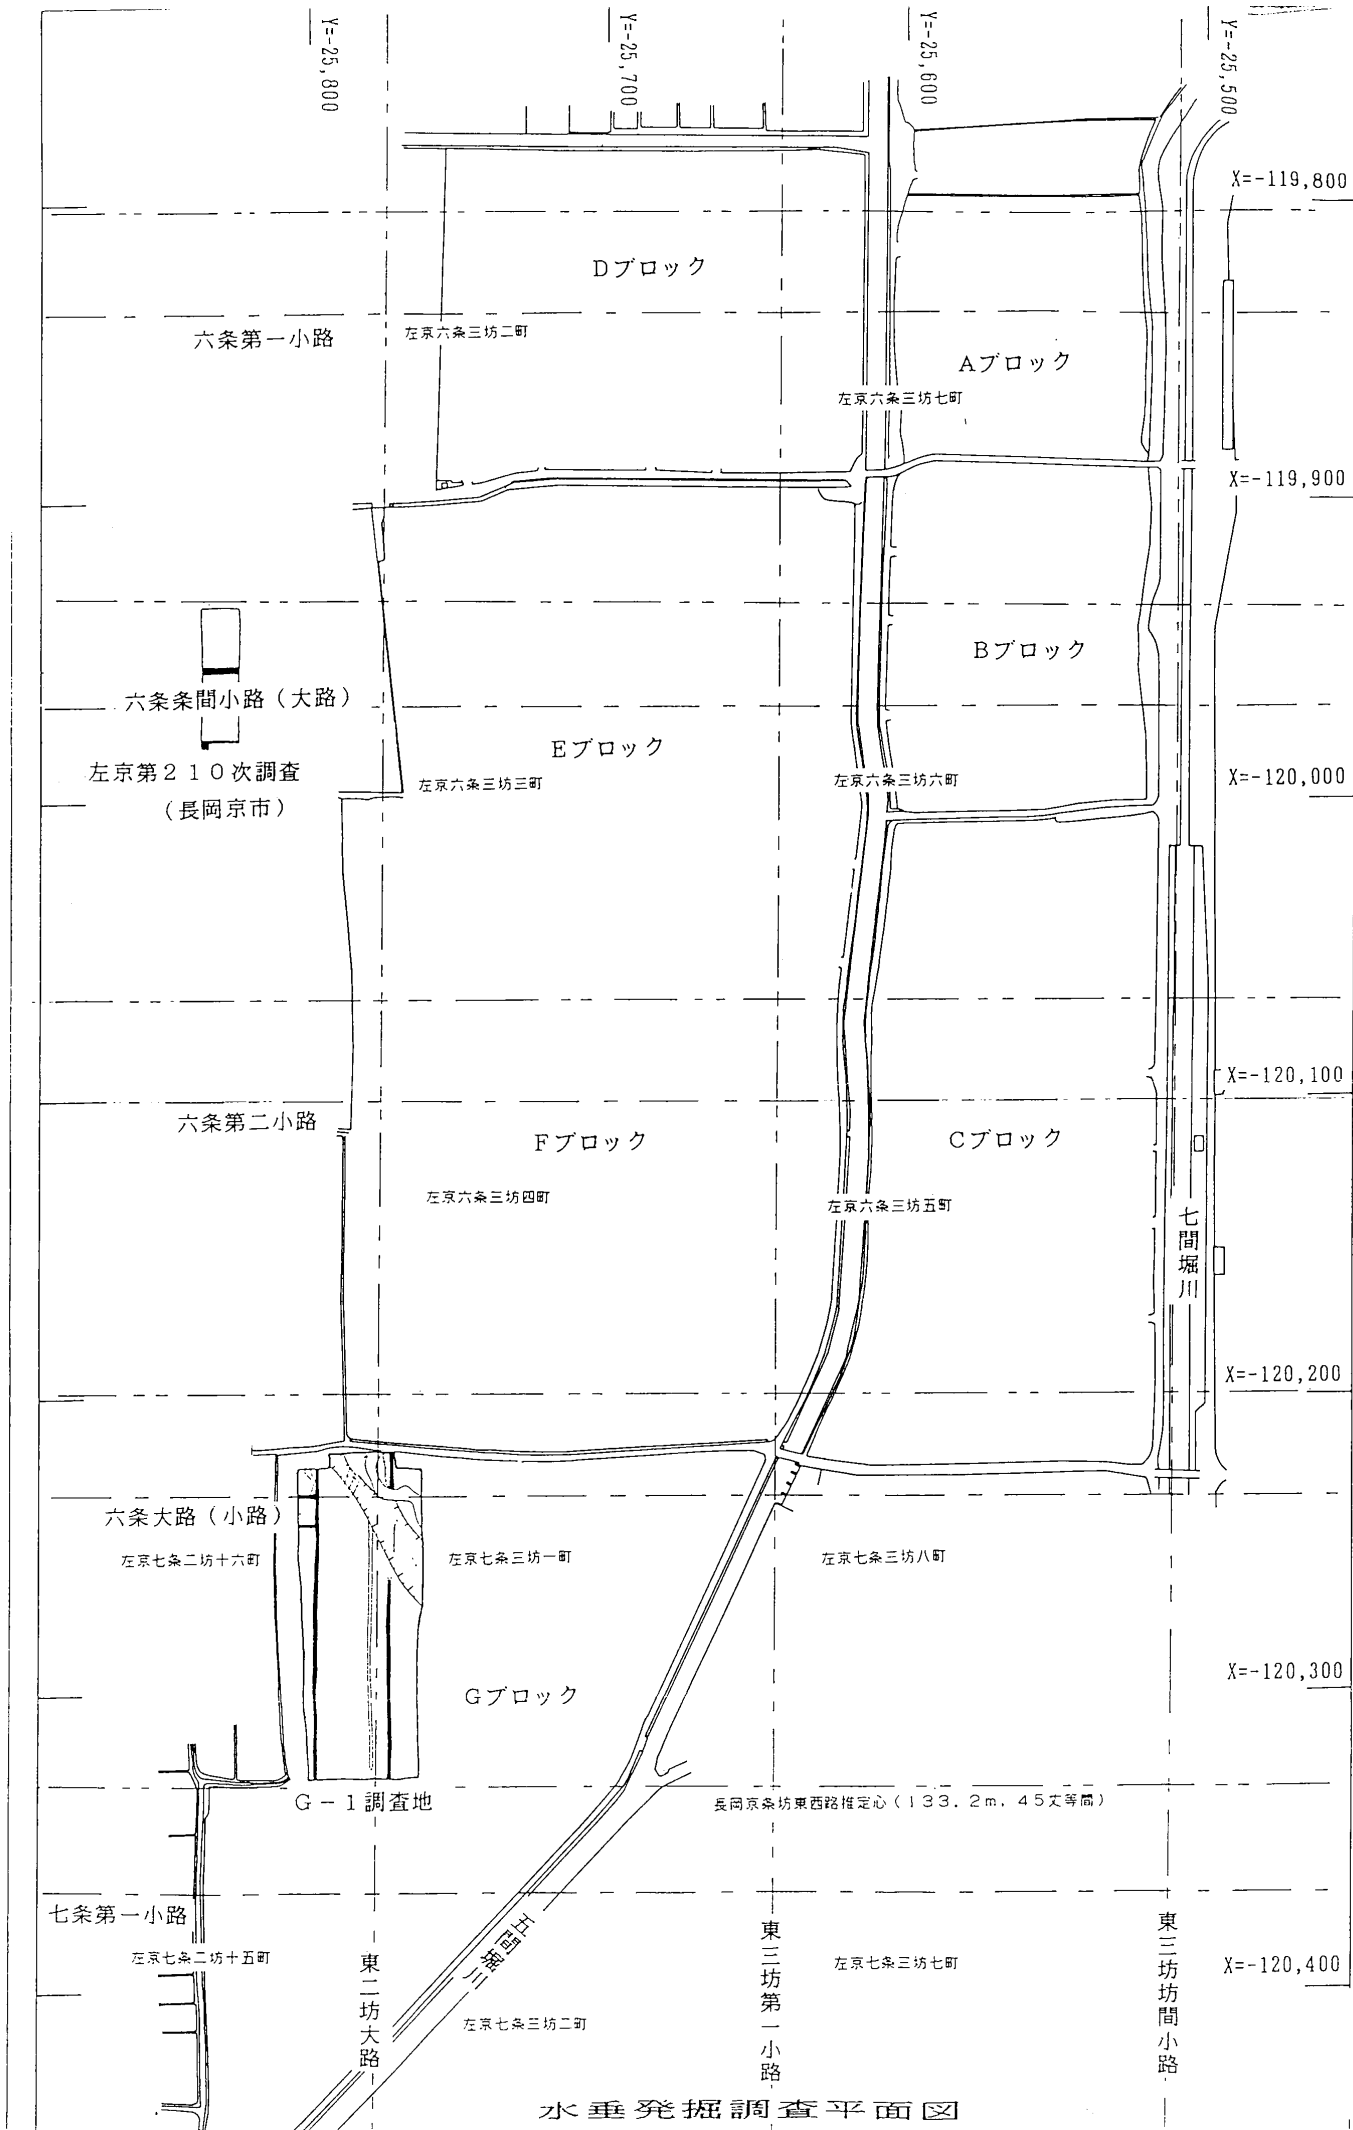 Y=-25,800
Y=-25,700
Y=-25,600
Y=-25,500
X=-119,800
Dブロック
六条第一小路
左京六条三坊二町
Aブロック
左京六条三坊七町
X=-119,900
Bブロック
六条条間小路（大路）
Eブロック
左京第２１０次調査
（長岡京市）
左京六条三坊三町
左京六条三坊六町
X=-120,000
X=-120,100
六条第二小路
Fブロック
Cブロック
左京六条三坊四町
左京六条三坊五町
七間堀川
X=-120,200
六条大路（小路）
左京七条二坊十六町
左京七条三坊一町
左京七条三坊八町
X=-120,300
Gブロック
G－１調査地
長岡京条坊東西路推定心（１３３．２ｍ，４５丈等間）
七条第一小路
左京七条二坊十五町
東二坊大路
五間堀川
東三坊第一小路
左京七条三坊七町
東三坊坊間小路
X=-120,400
左京七条三坊二町
水垂発掘調査平面図